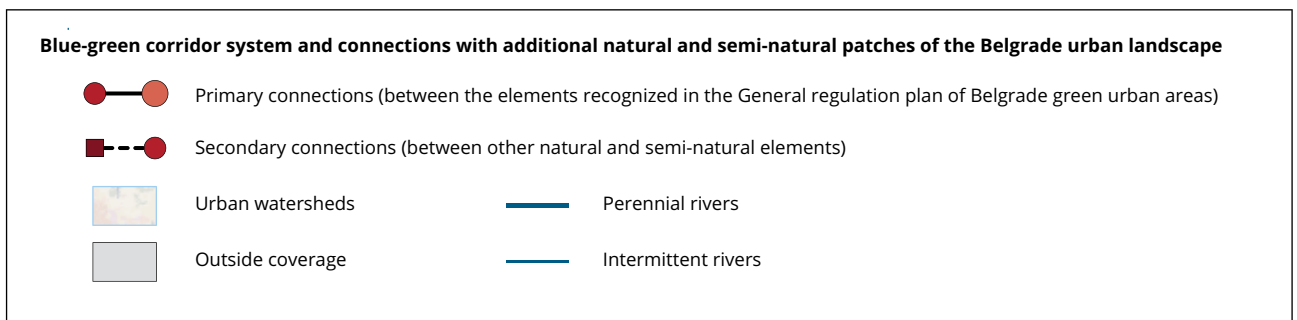 Blue-green corridor system and connections with additional natural and semi-natural patches of the Belgrade urban landscape
Primary connections (between the elements recognized in the General regulation plan of Belgrade green urban areas)
Secondary connections (between other natural and semi-natural elements)
Urban watersheds
Perennial rivers
Outside coverage
Intermittent rivers